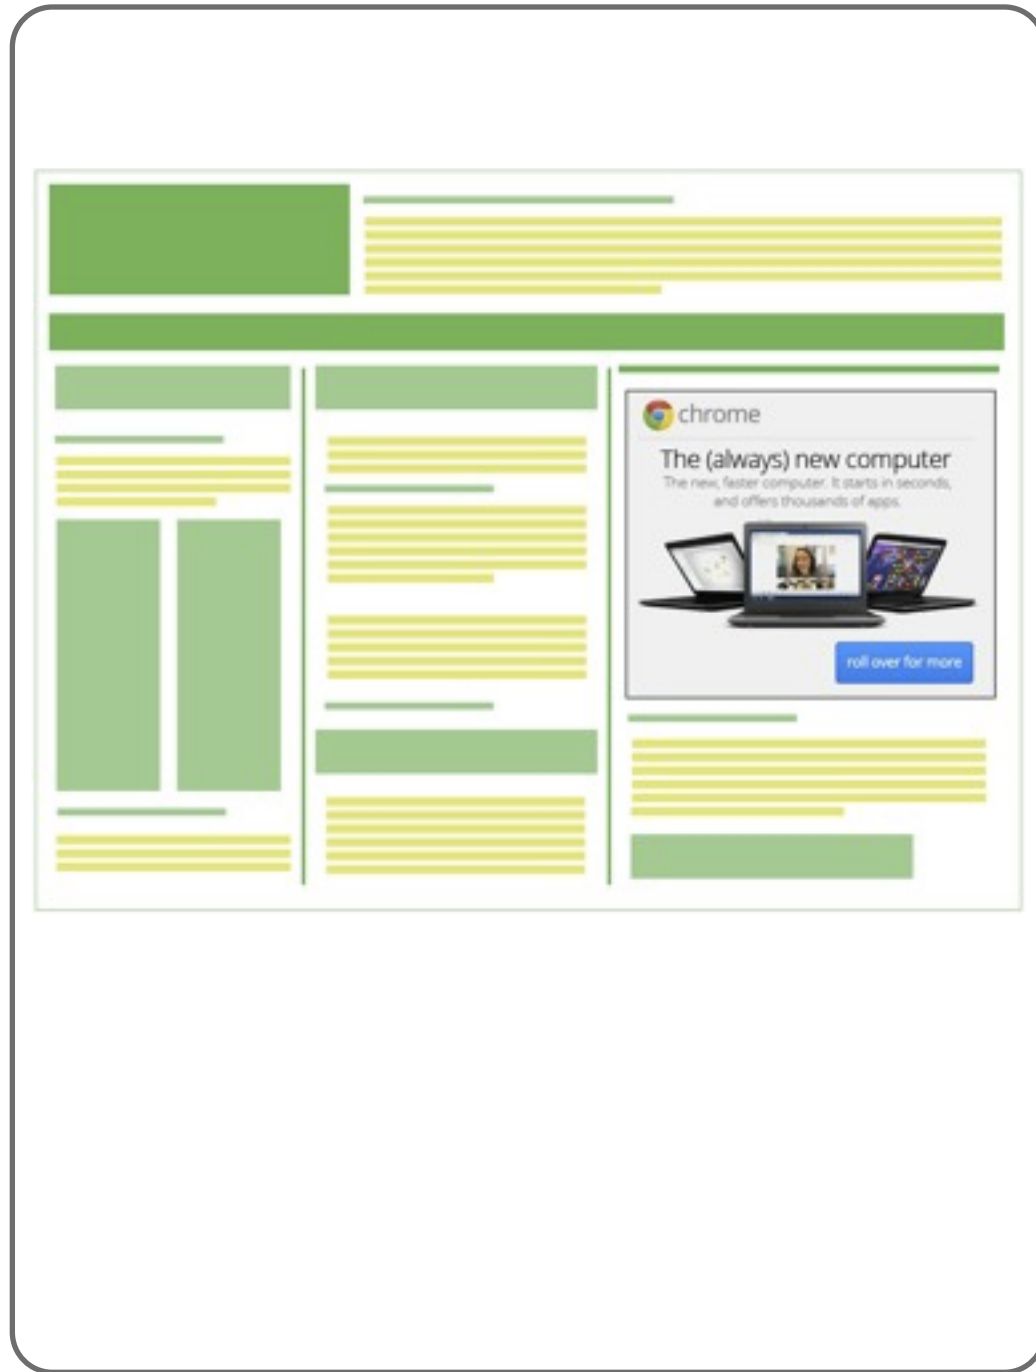 chrome
The (always) new computer
The new, faster computer. It starts in seconds,
and offers thousands of apps.
roll over for more